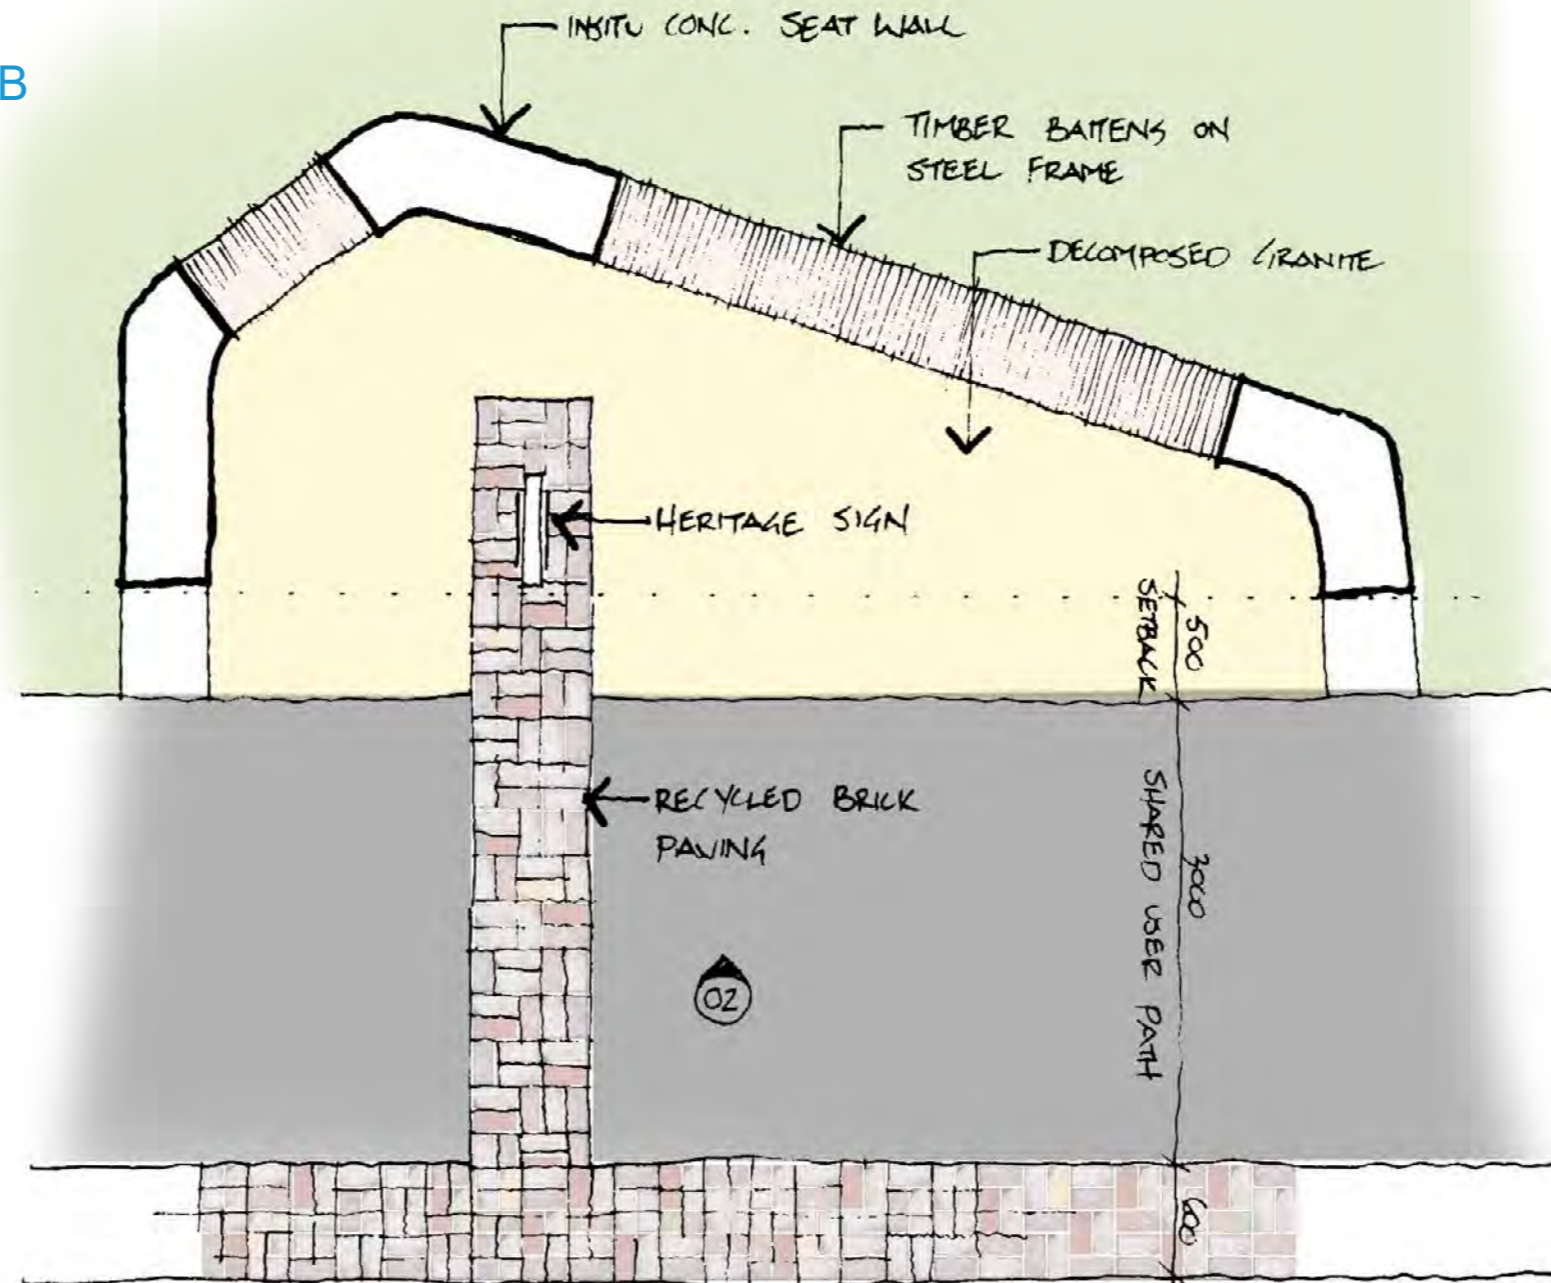 B
INSITU CONC. SEAT WALL
TIMBER BATTENS ON
STEEL FRAME
DECOMPOSED GRANITE
HERITAGE SIGN
SETBACK
500
RECYCLED BRICK
PAVING
SHARED USER PATH
3000
02
600